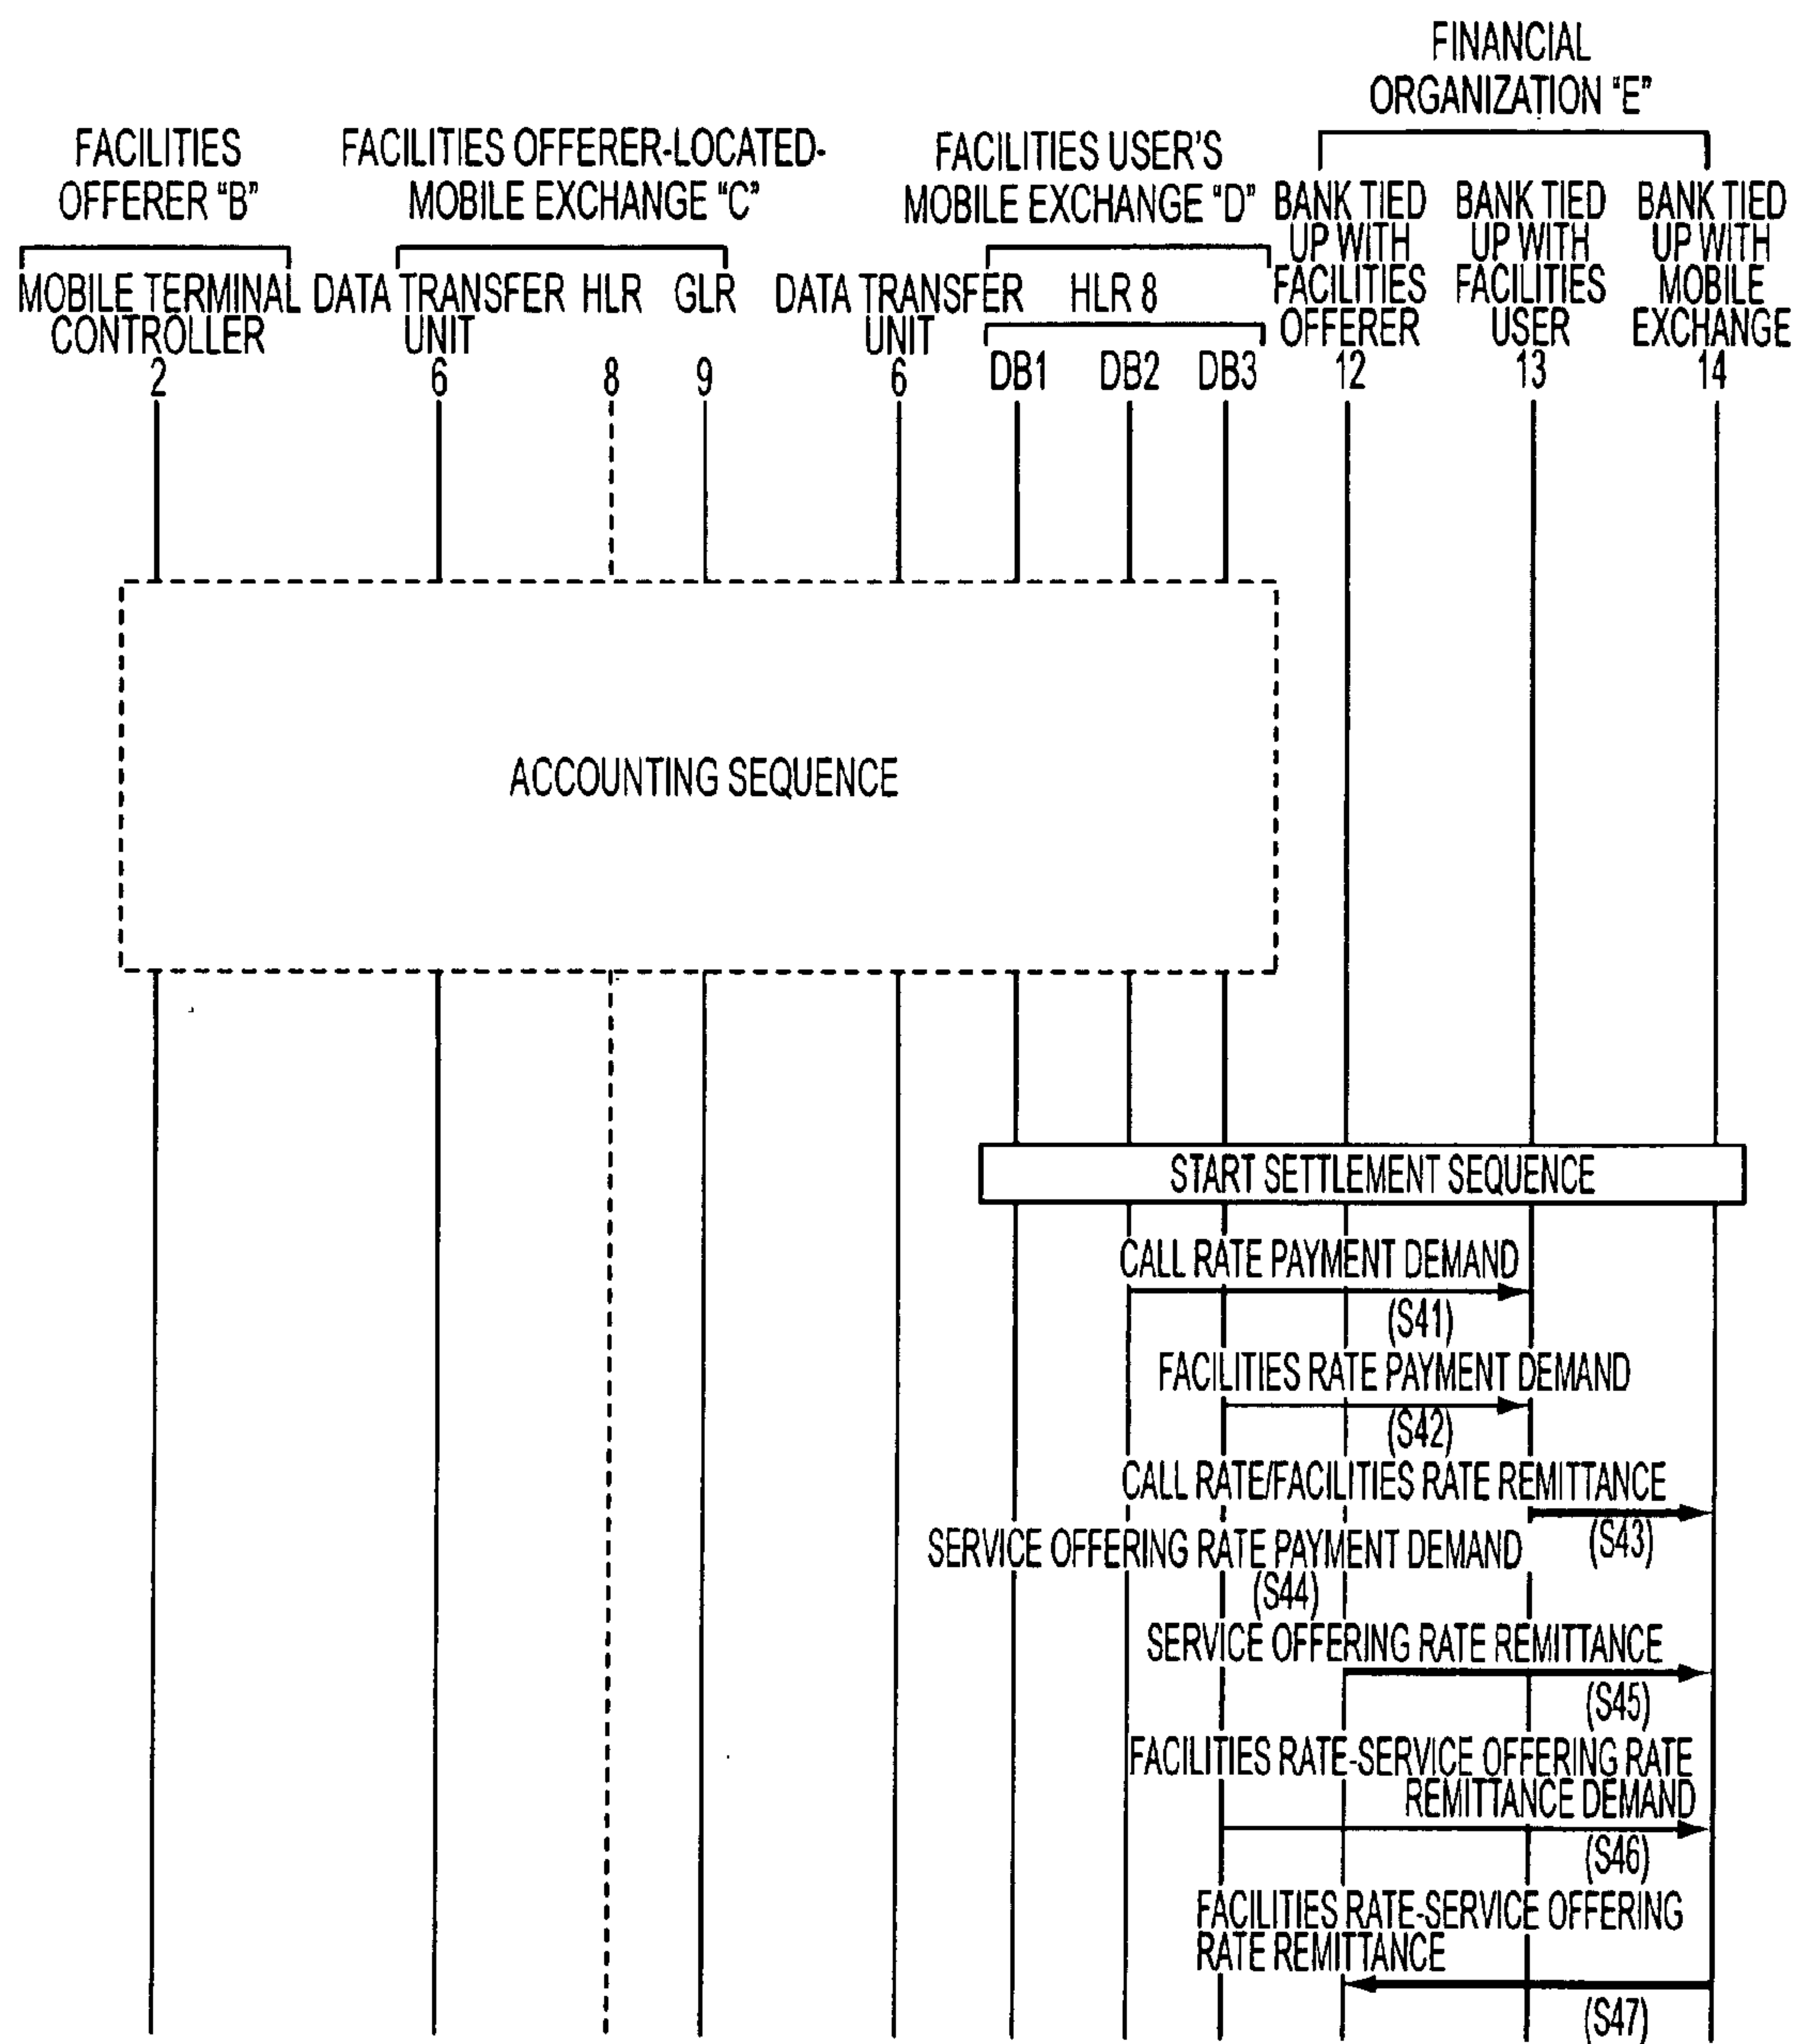 FINANCIAL
ORGANIZATION "E"
FACILITIES
OFFERER "B"
FACILITIES OFFERER-LOCATED-
MOBILE EXCHANGE "C"
FACILITIES USER'S
MOBILE EXCHANGE "D"
MOBILE TERMINAL
CONTROLLER
2
DATA TRANSFER
UNIT
6
HLR
8
GLR
9
DATA TRANSFER
UNIT
6
HLR 8
DB1
DB2
DB3
BANK TIED
UP WITH
FACILITIES
OFFERER
12
BANK TIED
UP WITH
FACILITIES
USER
13
BANK TIED
UP WITH
MOBILE
EXCHANGE
14
ACCOUNTING SEQUENCE
START SETTLEMENT SEQUENCE
CALL RATE PAYMENT DEMAND
(S41)
FACILITIES RATE PAYMENT DEMAND
(S42)
CALL RATE/FACILITIES RATE REMITTANCE
(S43)
SERVICE OFFERING RATE PAYMENT DEMAND
(S44)
SERVICE OFFERING RATE REMITTANCE
(S45)
FACILITIES RATE-SERVICE OFFERING RATE
REMITTANCE DEMAND
(S46)
FACILITIES RATE-SERVICE OFFERING
RATE REMITTANCE
(S47)